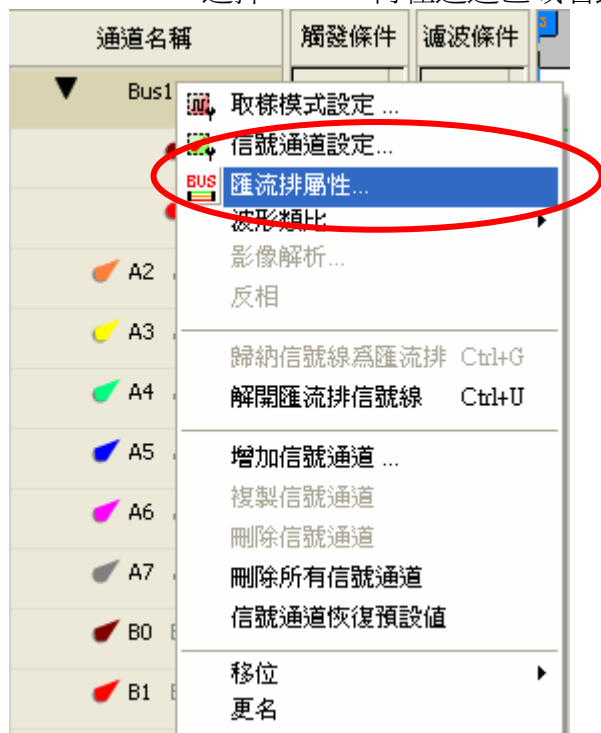 通道名稱 觸發條件 濾波條件
Bus1
取樣模式設定 ...
信號通道設定...
BUS 匯流排屬性...
波形類比
影像解析...
反相
歸納信號線為匯流排 Ctrl+G
解開匯流排信號線 Ctrl+U
增加信號通道 ...
複製信號通道
刪除信號通道
刪除所有信號通道
信號通道恢復預設值
移位
更名
A2
A3
A4
A5
A6
A7
B0
B1